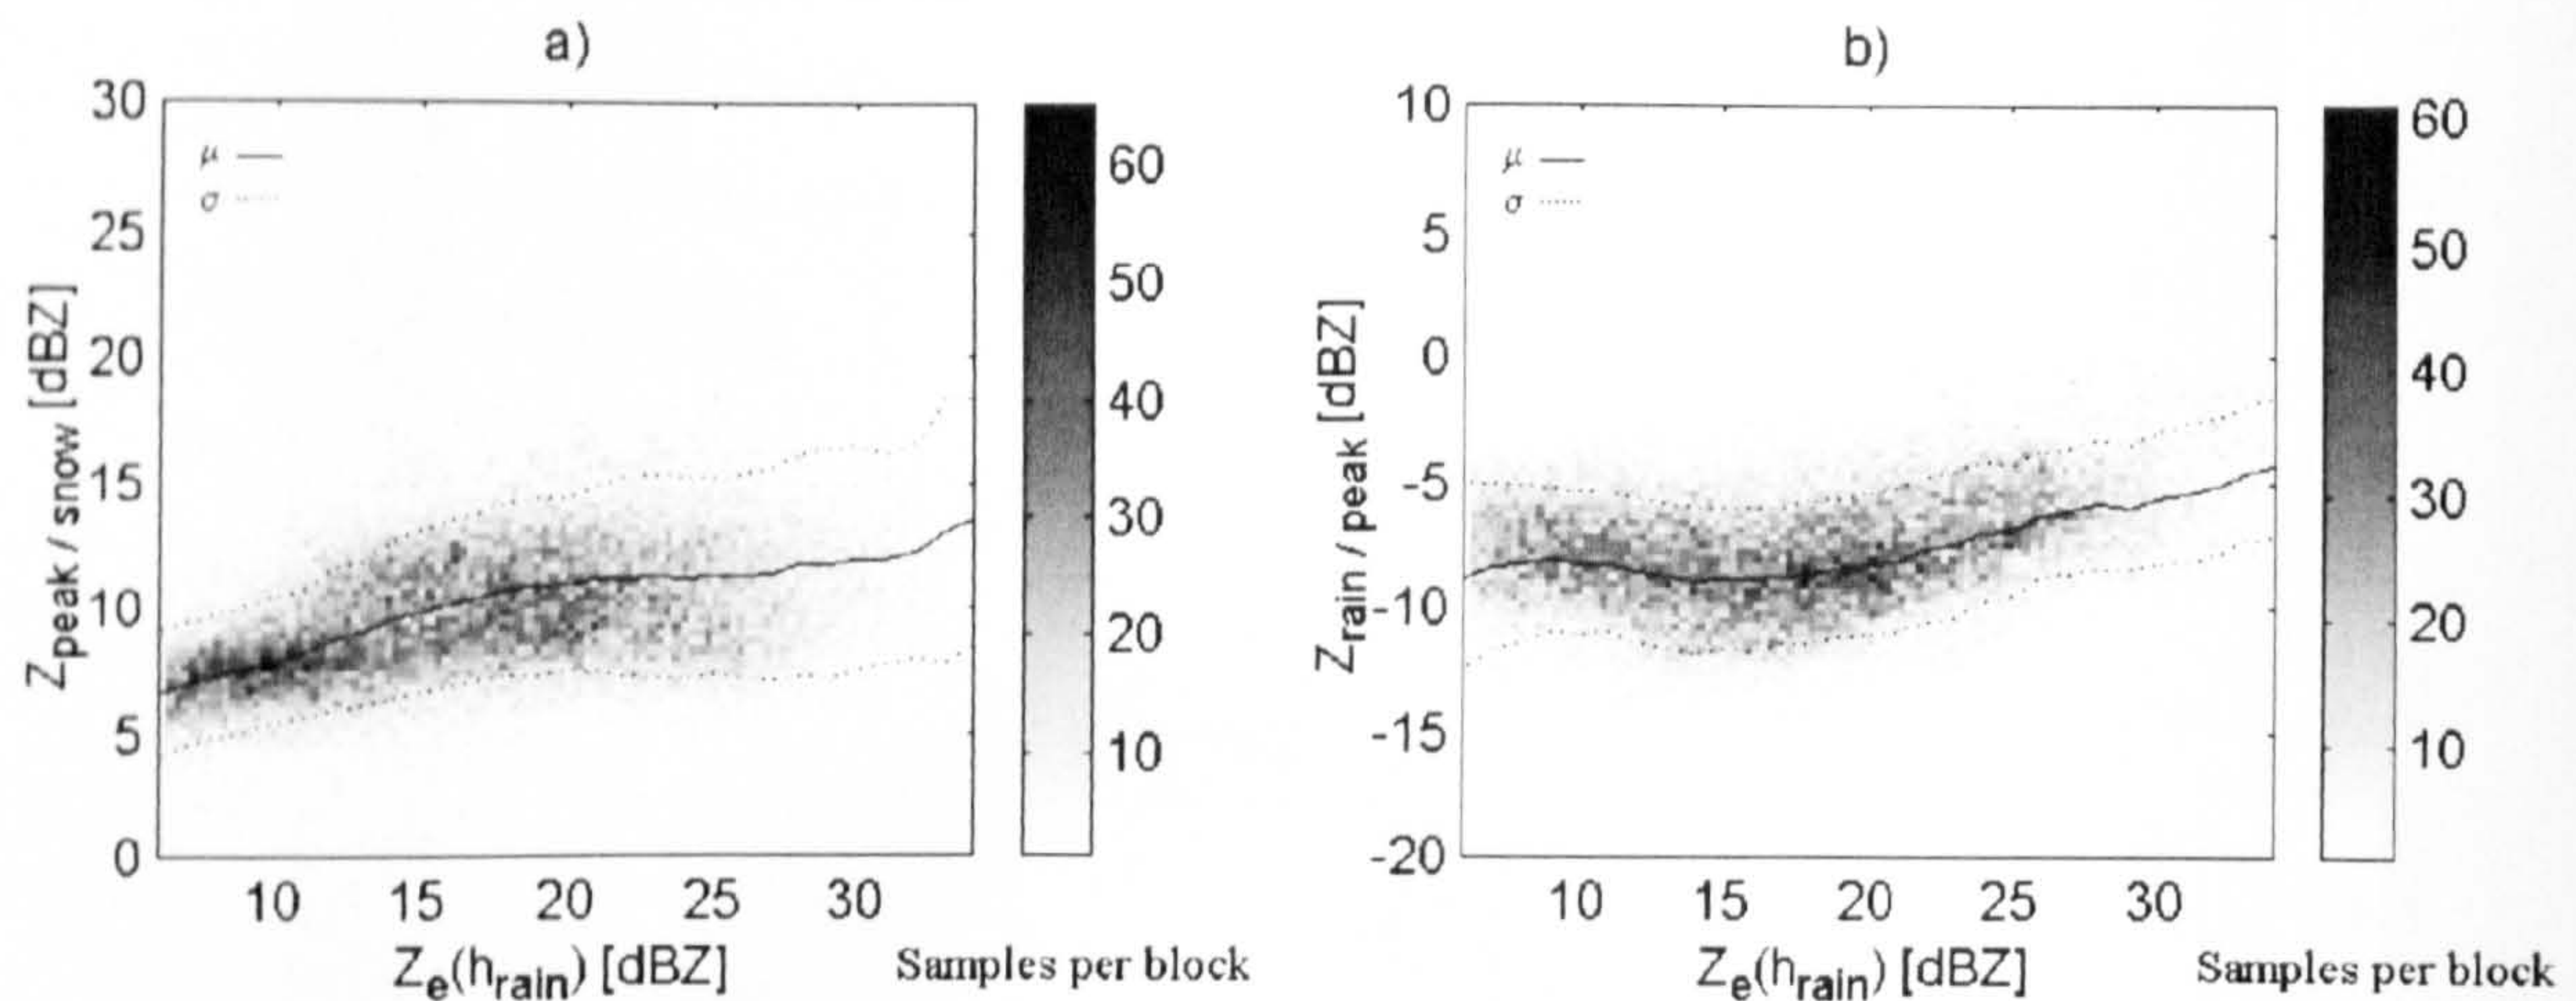 a)
30
25
20
15
10
5
0
Zpeak / snow [dBZ]
μ
σ
10 15 20 25 30
Ze(hrain) [dBZ]
60
50
40
30
20
10
Samples per block
b)
10
5
0
-5
-10
-15
-20
Zrain / peak [dBZ]
μ
σ
10 15 20 25 30
Ze(hrain) [dBZ]
60
50
40
30
20
10
Samples per block